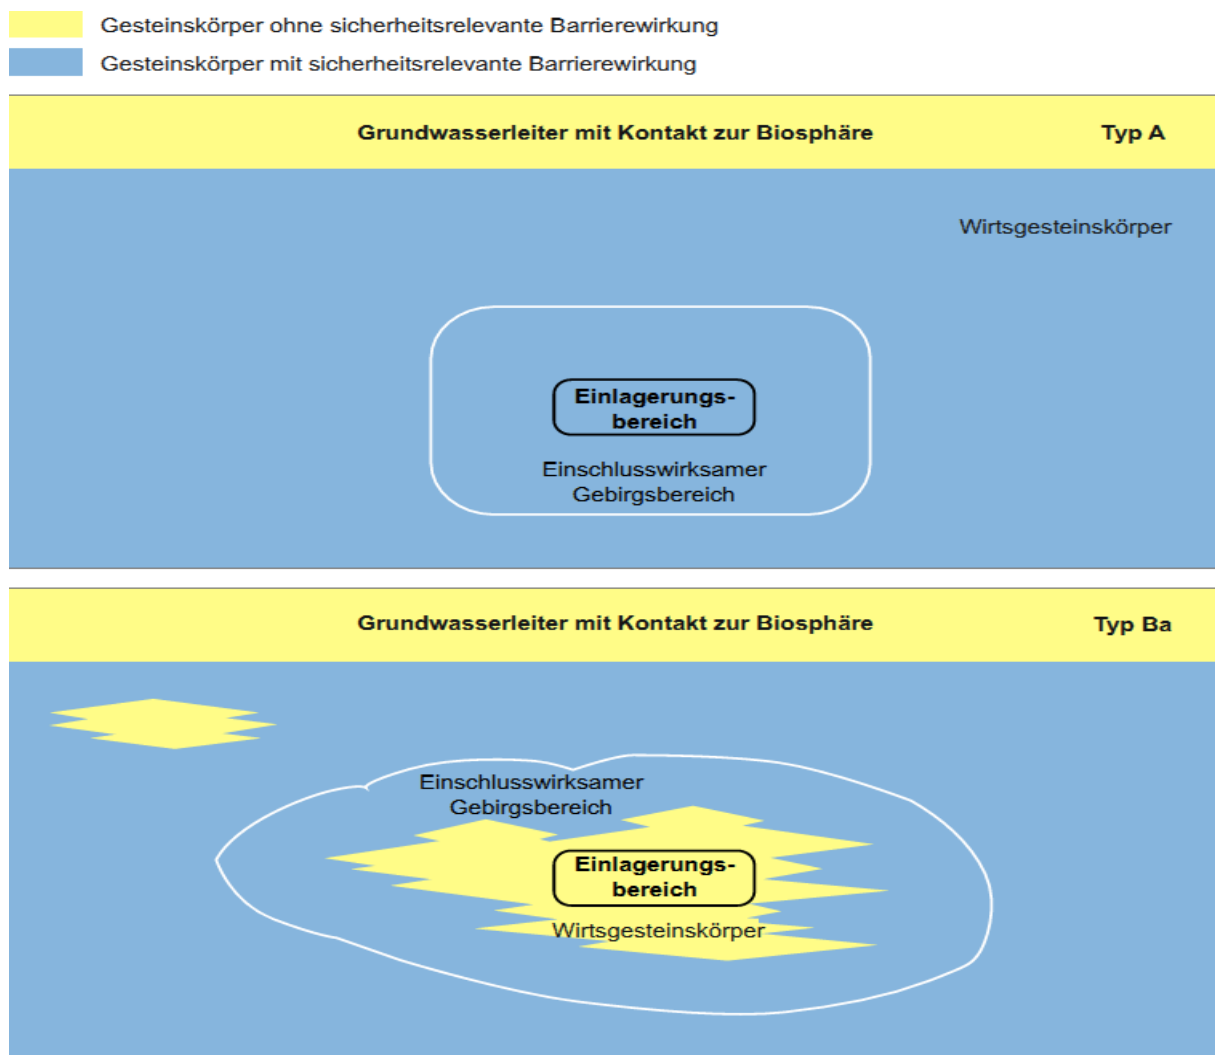 Gesteinskörper ohne sicherheitsrelevante Barrierewirkung
Gesteinskörper mit sicherheitsrelevante Barrierewirkung
Grundwasserleiter mit Kontakt zur Biosphäre Typ A
Wirtsgesteinskörper
Einlagerungs-
bereich
Einschlusswirksamer
Gebirgsbereich
Grundwasserleiter mit Kontakt zur Biosphäre Typ Ba
Einschlusswirksamer
Gebirgsbereich
Einlagerungs-
bereich
Wirtsgesteinskörper